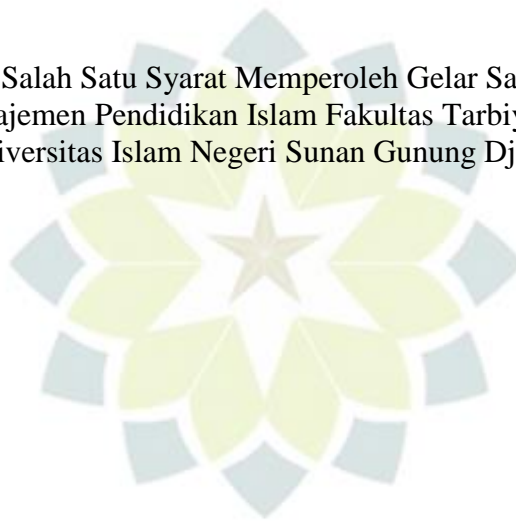 Salah Satu Syarat Memperoleh Gelar Sa
ajemen Pendidikan Islam Fakultas Tarbiy
iversitas Islam Negeri Sunan Gunung Dj